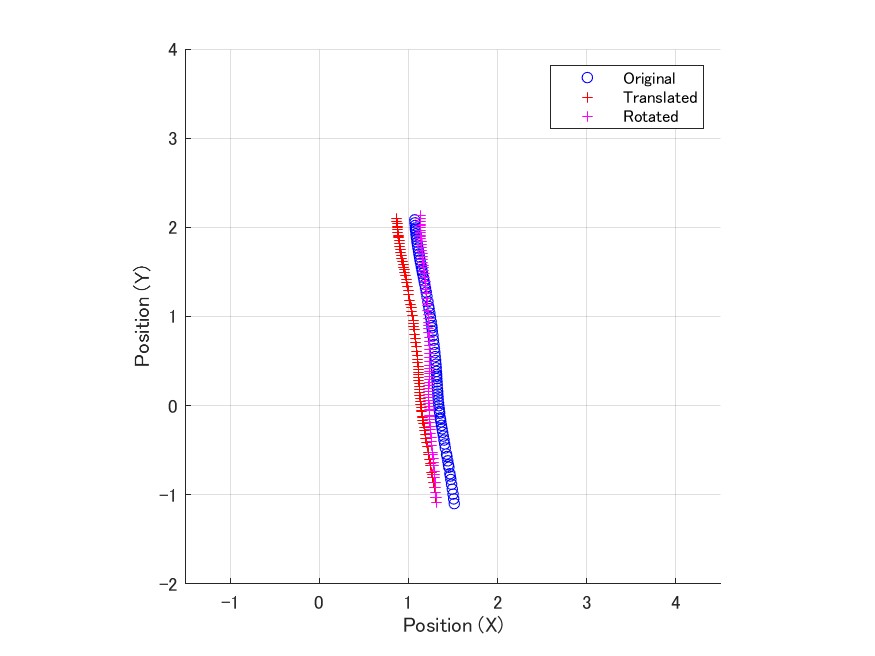 4
3
2
1
0
−1
−2
−1
0
1
2
3
4
Position (X)
Position (Y)
Original
Translated
Rotated